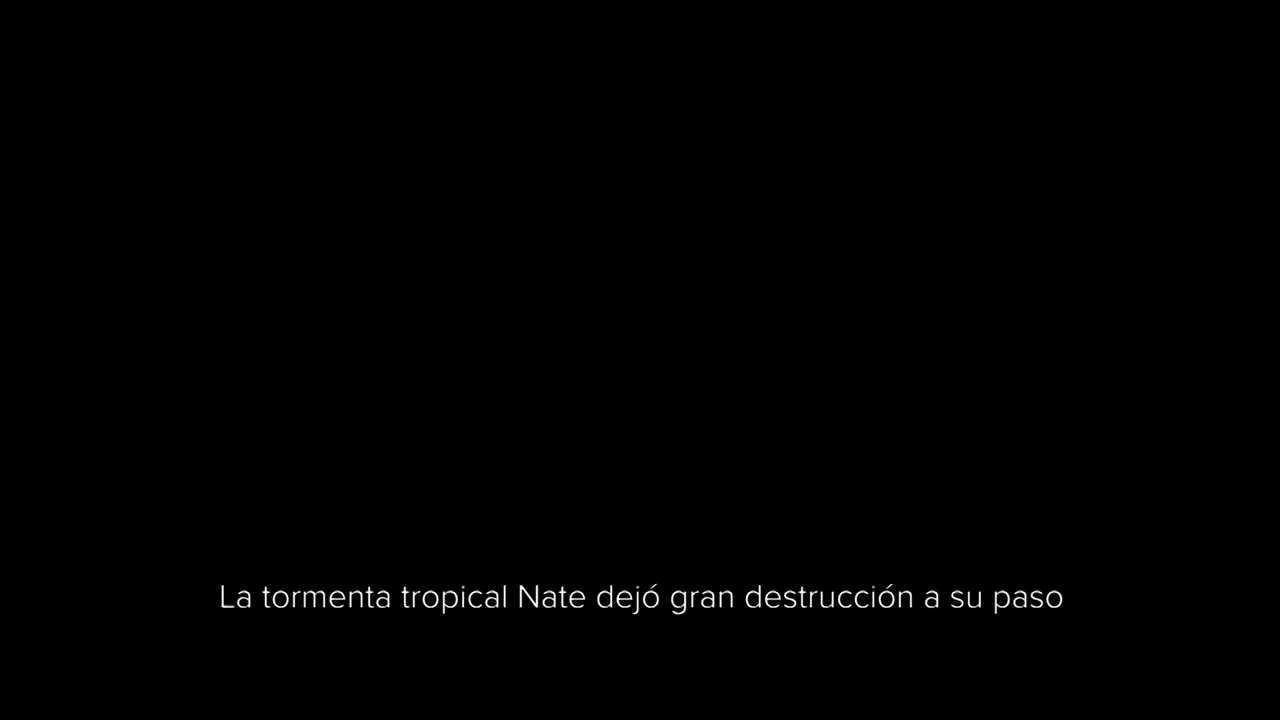 La tormenta tropical Nate dejó gran destrucción a su paso